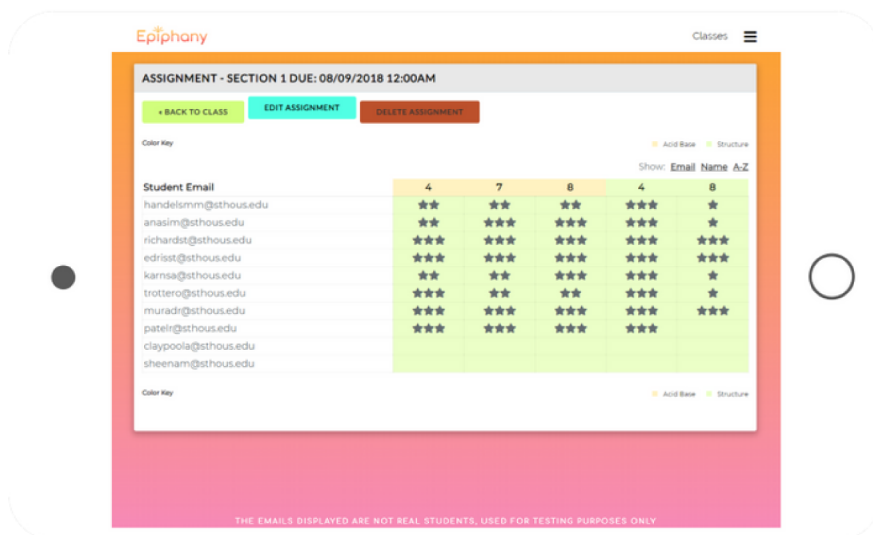 Epiphany
Classes
ASSIGNMENT - SECTION 1 DUE: 08/09/2018 12:00AM
« BACK TO CLASS EDIT ASSIGNMENT DELETE ASSIGNMENT
Color Key Acid Base Structure
Show: Email Name A-Z
Student Email 4 7 8 4 8
handelsmm@sthous.edu
anasim@sthous.edu
richardst@sthous.edu
edrisst@sthous.edu
karnsa@sthous.edu
trottero@sthous.edu
muradr@sthous.edu
patelr@sthous.edu
claypoola@sthous.edu
sheenam@sthous.edu
Color Key Acid Base Structure
THE EMAILS DISPLAYED ARE NOT REAL STUDENTS, USED FOR TESTING PURPOSES ONLY